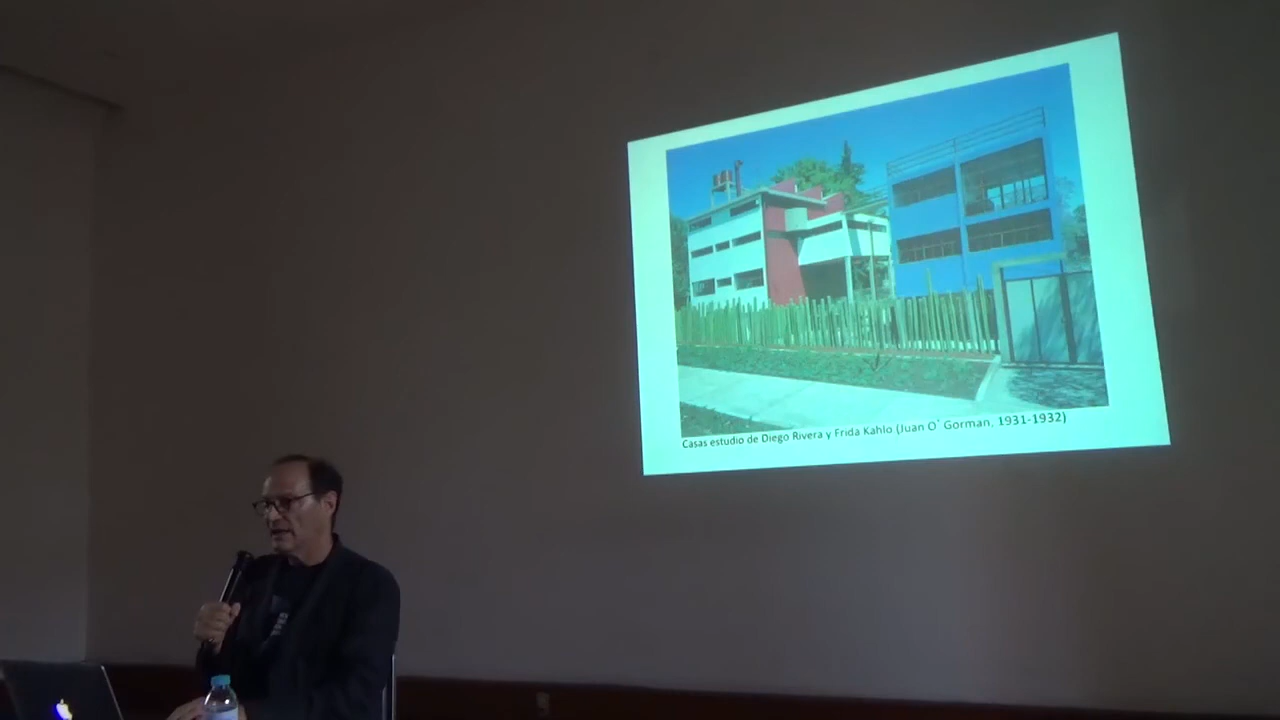 Casas estudio de Diego Rivera y Frida Kahlo (Juan O´ Gorman, 1931-1932)